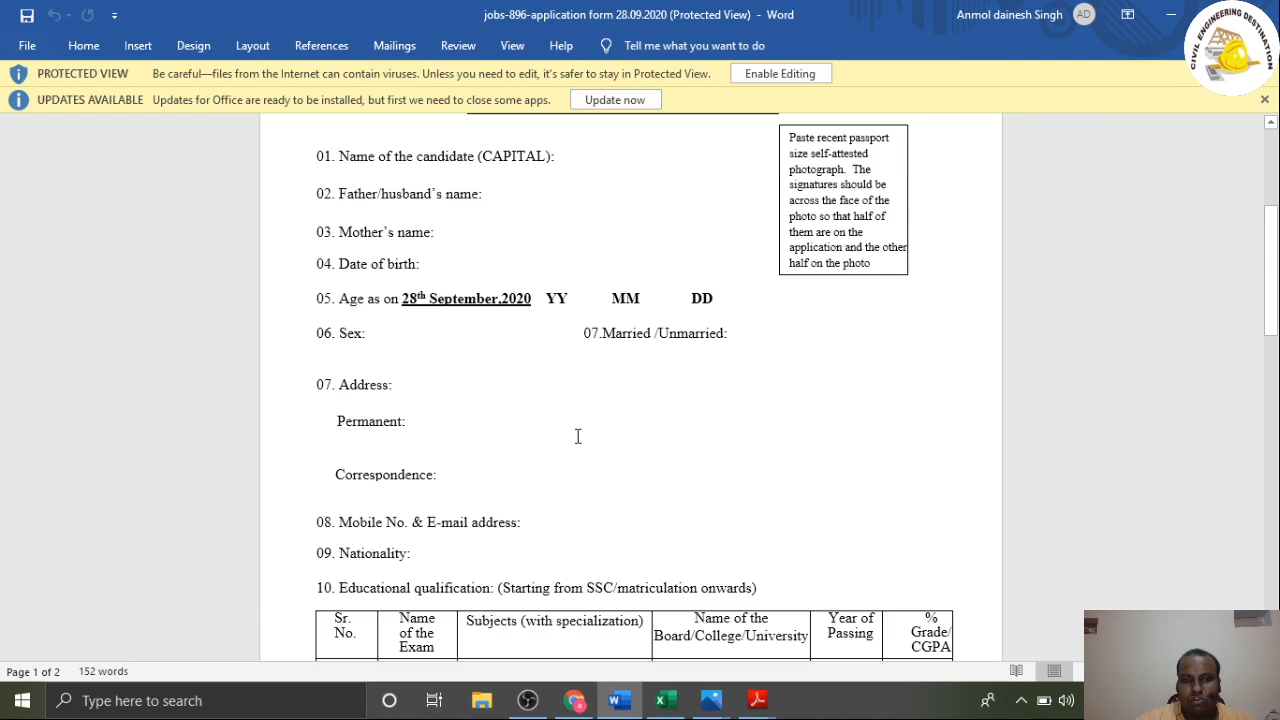 jobs-896-application form 28.09.2020 (Protected View) - Word
Anmol dainesh Singh AD
File Home Insert Design Layout References Mailings Review View Help Tell me what you want to do
CIVIL ENGINEERING DESTINATION
PROTECTED VIEW Be careful—files from the Internet can contain viruses. Unless you need to edit, it's safer to stay in Protected View. Enable Editing
UPDATES AVAILABLE Updates for Office are ready to be installed, but first we need to close some apps. Update now
Paste recent passport
size self-attested
photograph. The
signatures should be
across the face of the
photo so that half of
them are on the
application and the other
half on the photo
01. Name of the candidate (CAPITAL):
02. Father/husband's name:
03. Mother's name:
04. Date of birth:
05. Age as on 28th September,2020 YY MM DD
06. Sex: 07.Married /Unmarried:
07. Address:
Permanent:
Correspondence:
08. Mobile No. & E-mail address:
09. Nationality:
10. Educational qualification: (Starting from SSC/matriculation onwards)
Sr.
No.
Name
of the
Exam
Subjects (with specialization)
Name of the
Board/College/University
Year of
Passing
%
Grade/
CGPA
Page 1 of 2 152 words
Type here to search